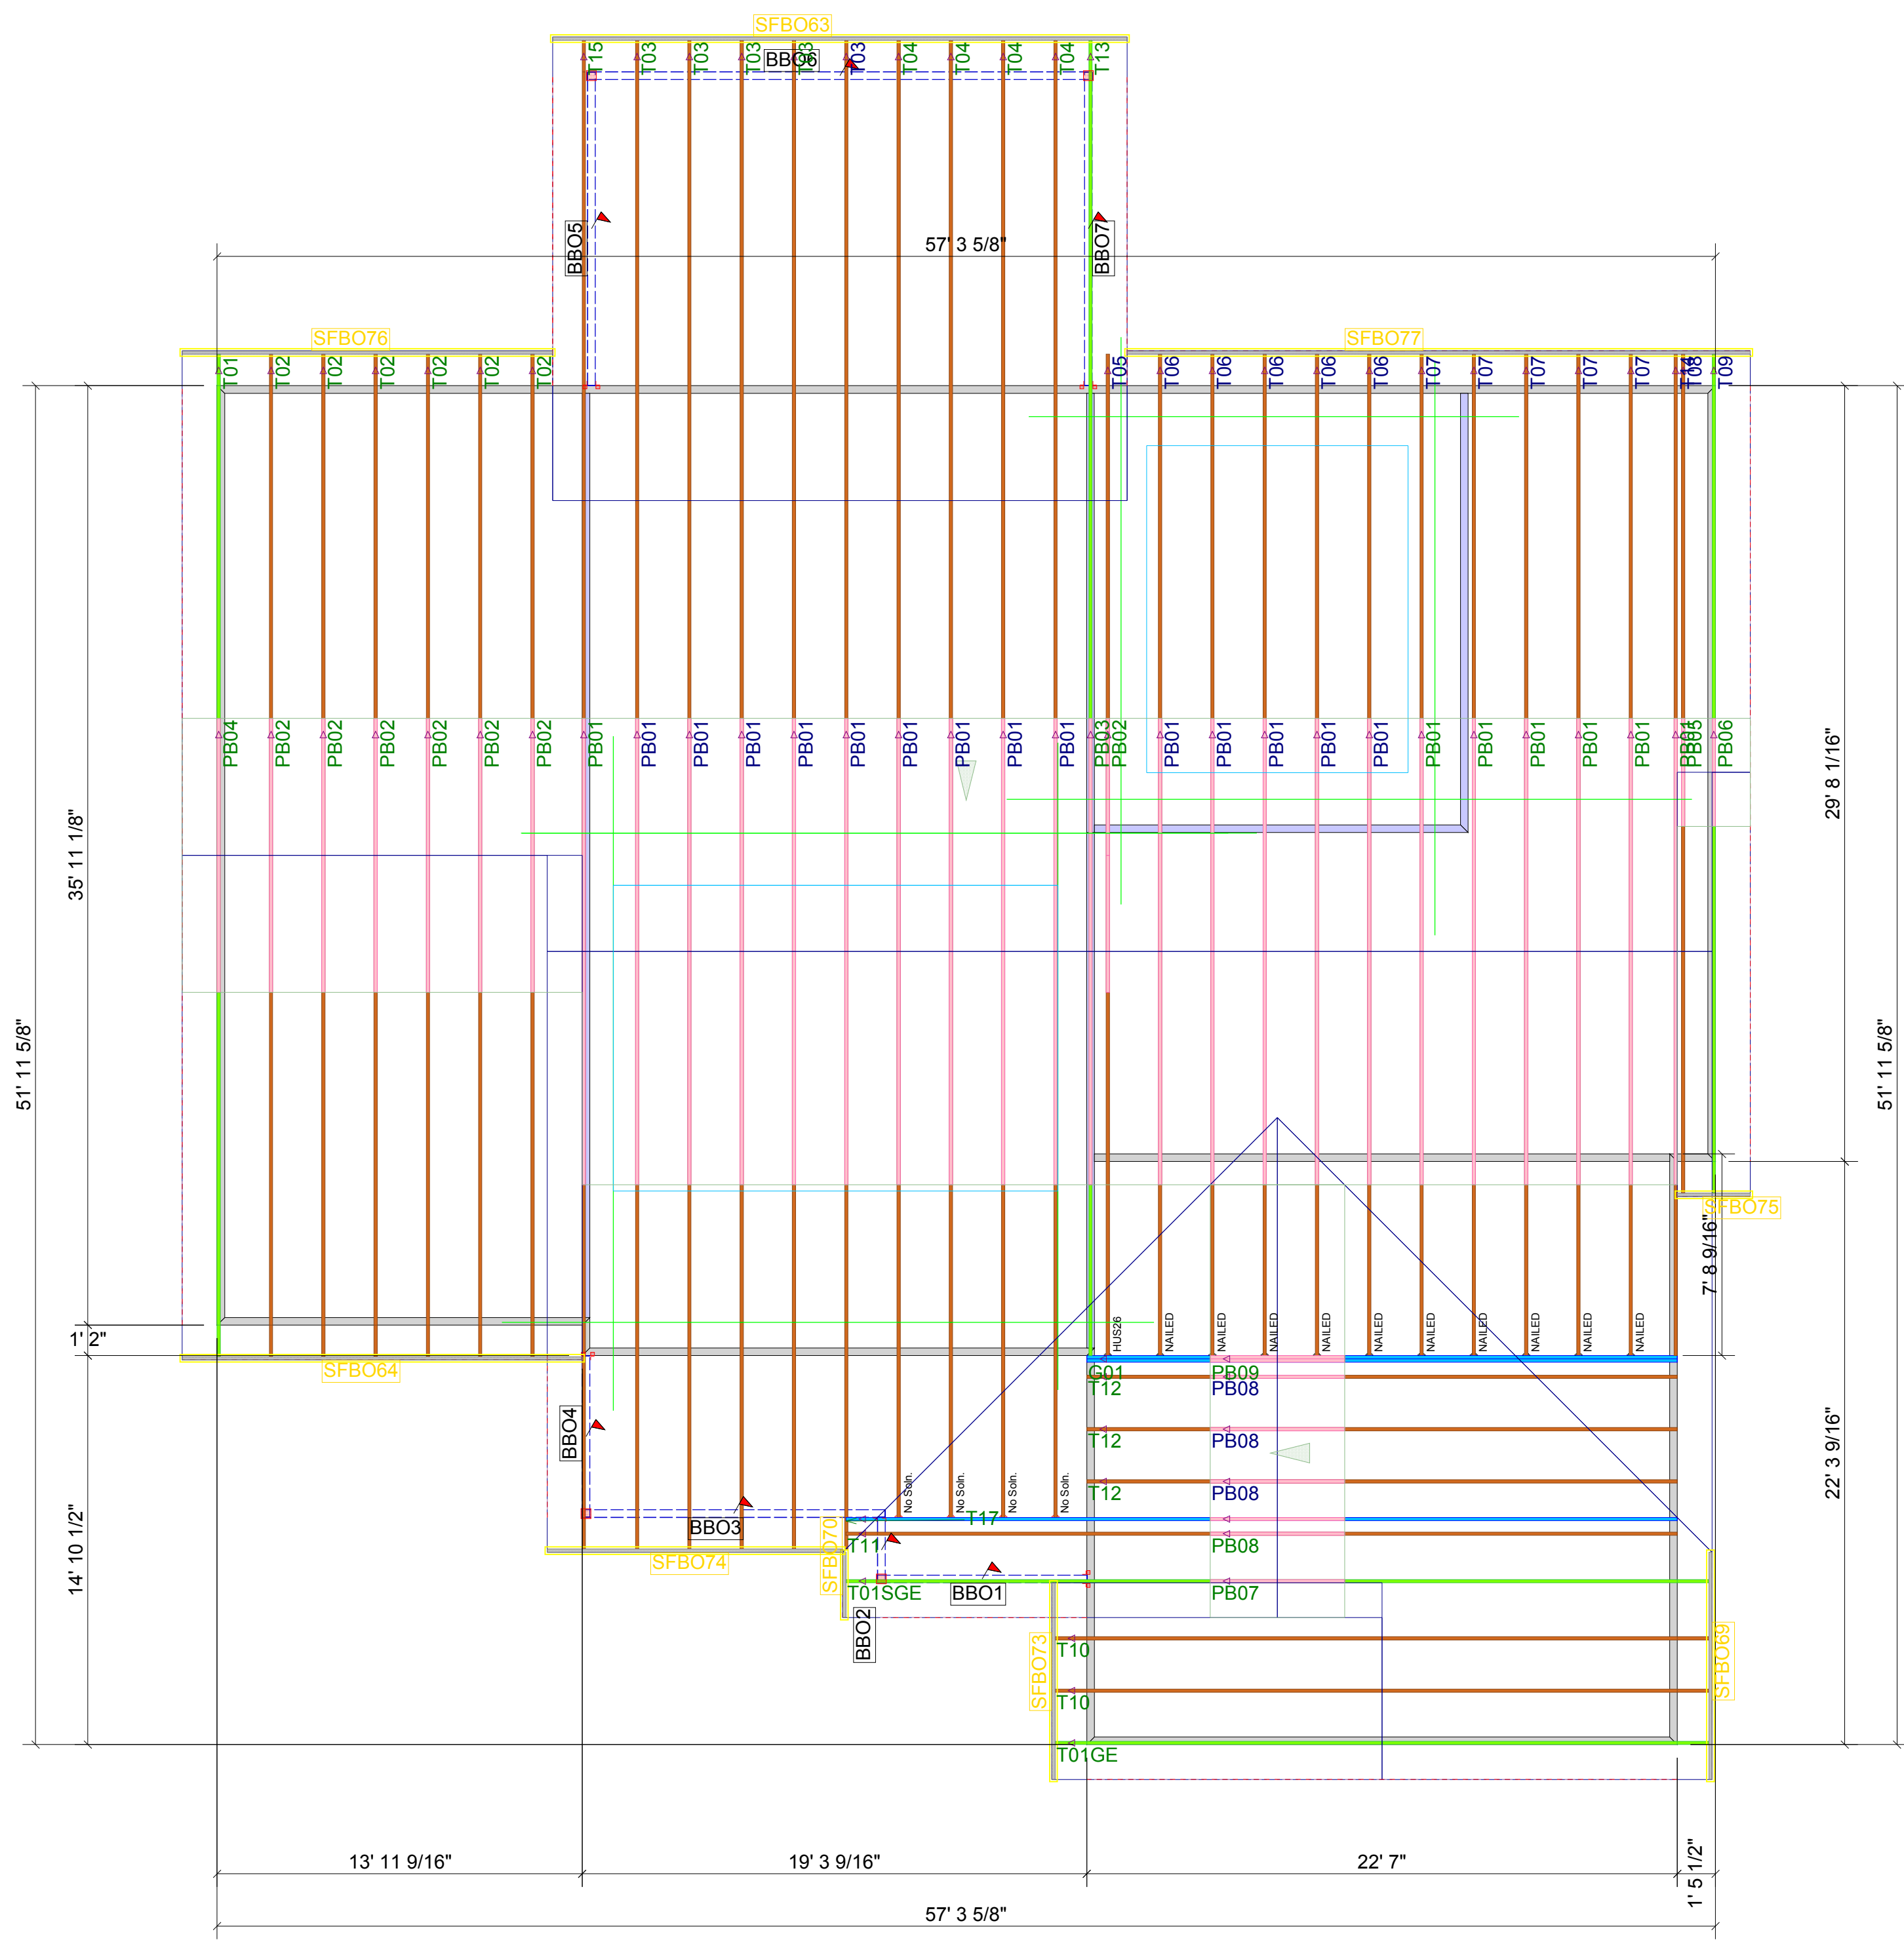 SFBO63
T15 T03 T03 T03 T03 T03 T04 T04 T04 T04 T13
BBO6
BBO5
BBO7
57' 3 5/8"
SFBO76
SFBO77
T01 T02 T02 T02 T02 T02 T02
T05 T06 T06 T06 T06 T06 T07 T07 T07 T07 T14 T08 T09
PB04 PB02 PB02 PB02 PB02 PB02 PB02 PB01 PB01 PB01 PB01 PB01 PB01 PB01 PB01 PB01 PB01 PB03 PB02 PB01 PB01 PB01 PB01 PB01 PB01 PB01 PB01 PB01 PB01 PB05 PB06
29' 8 1/16"
35' 11 1/8"
51' 11 5/8"
51' 11 5/8"
SFBO75
7' 8 9/16"
1' 2"
HUS26 NAILED NAILED NAILED NAILED NAILED NAILED NAILED NAILED NAILED NAILED
SFBO64
G01 PB09
T12 PB08
BBO4
T12 PB08
22' 3 9/16"
T12 PB08
No Soln. No Soln. No Soln. No Soln.
T17
BBO3
T11 PB08
SFBO70
SFBO74
14' 10 1/2"
T01SGE BBO1 PB07
BBO2
SFBO73
T10
SFBO69
T10
T01GE
13' 11 9/16"
19' 3 9/16"
22' 7"
1' 5 1/2"
57' 3 5/8"